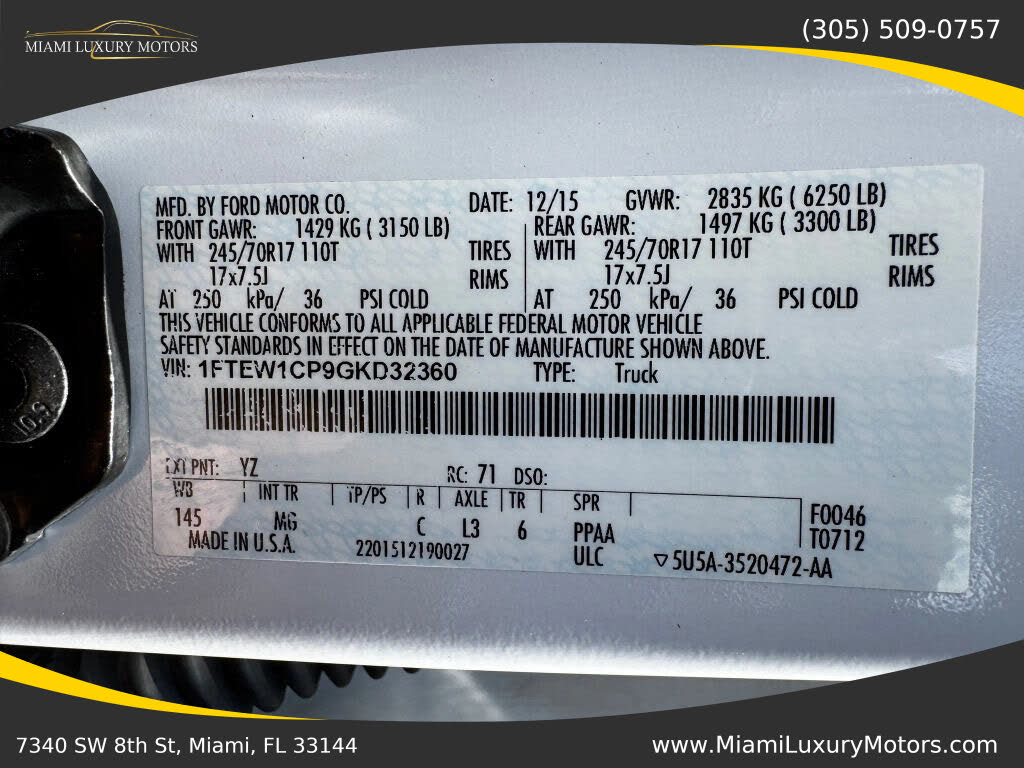 MIAMI LUXURY MOTORS
(305) 509-0757
MFD. BY FORD MOTOR CO. DATE: 12/15 GVWR: 2835 KG ( 6250 LB)
FRONT GAWR: 1429 KG ( 3150 LB) REAR GAWR: 1497 KG ( 3300 LB)
WITH 245/70R17 110T TIRES WITH 245/70R17 110T TIRES
17x7.5J RIMS 17x7.5J RIMS
AT 250 kPa/ 36 PSI COLD AT 250 kPa/ 36 PSI COLD
THIS VEHICLE CONFORMS TO ALL APPLICABLE FEDERAL MOTOR VEHICLE
SAFETY STANDARDS IN EFFECT ON THE DATE OF MANUFACTURE SHOWN ABOVE.
VIN: 1FTEW1CP9GKD32360 TYPE: Truck
EXT PNT: YZ RC: 71 DSO:
WB INT TR TP/PS R AXLE TR SPR
145 MG C L3 6 PPAA F0046
MADE IN U.S.A. 2201512190027 ULC T0712
▽5U5A-3520472-AA
10.9
7340 SW 8th St, Miami, FL 33144
www.MiamiLuxuryMotors.com